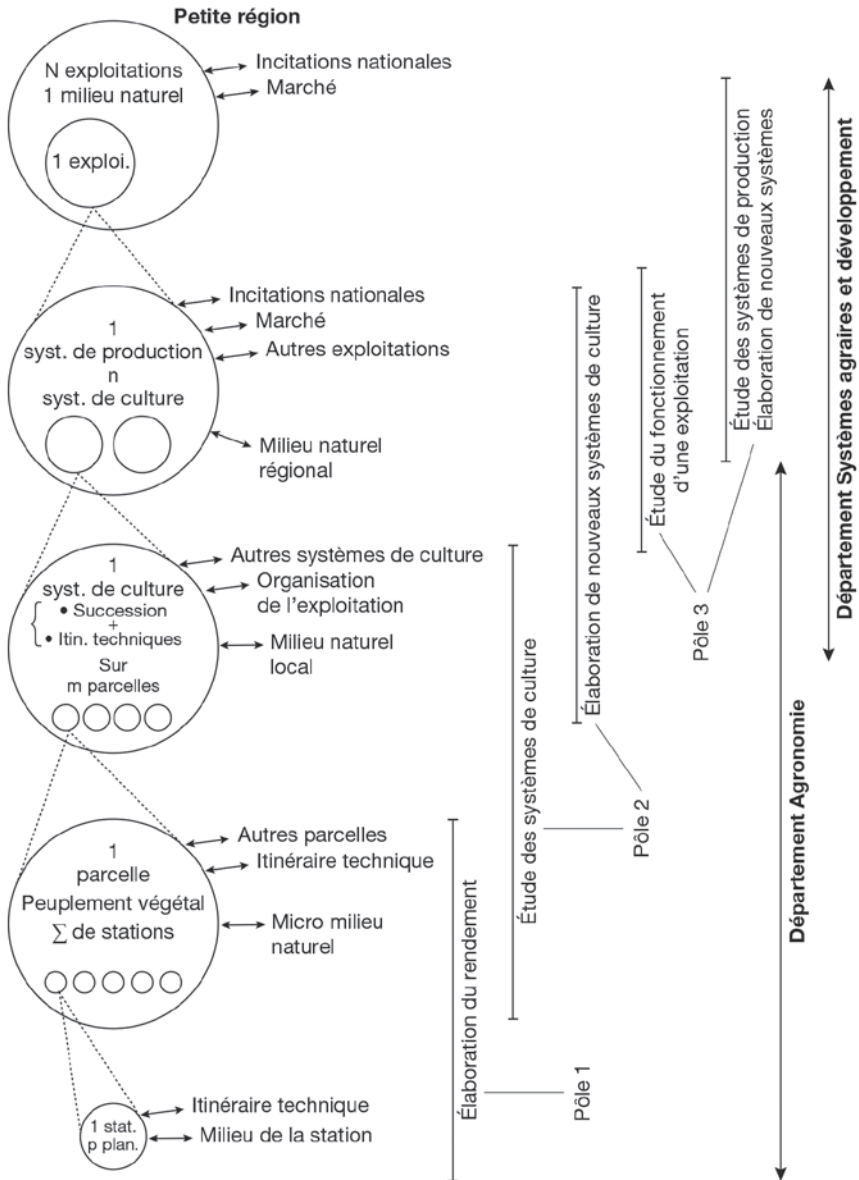 Petite région
N exploitations
1 milieu naturel
1 exploi.
Incitations nationales
Marché
1
syst. de production
n
syst. de culture
Incitations nationales
Marché
Autres exploitations
Milieu naturel
régional
1
syst. de culture
{ • Succession
+
• Itin. techniques
Sur
m parcelles
Autres systèmes de culture
Organisation
de l'exploitation
Milieu naturel
local
1
parcelle
Peuplement végétal
∑ de stations
Autres parcelles
Itinéraire technique
Micro milieu
naturel
1 stat.
p plan.
Itinéraire technique
Milieu de la station
Élaboration du rendement
Pôle 1
Étude des systèmes de culture
Élaboration de nouveaux systèmes de culture
Pôle 2
Étude du fonctionnement
d'une exploitation
Pôle 3
Étude des systèmes de production
Élaboration de nouveaux systèmes
Département Agronomie
Département Systèmes agraires et développement